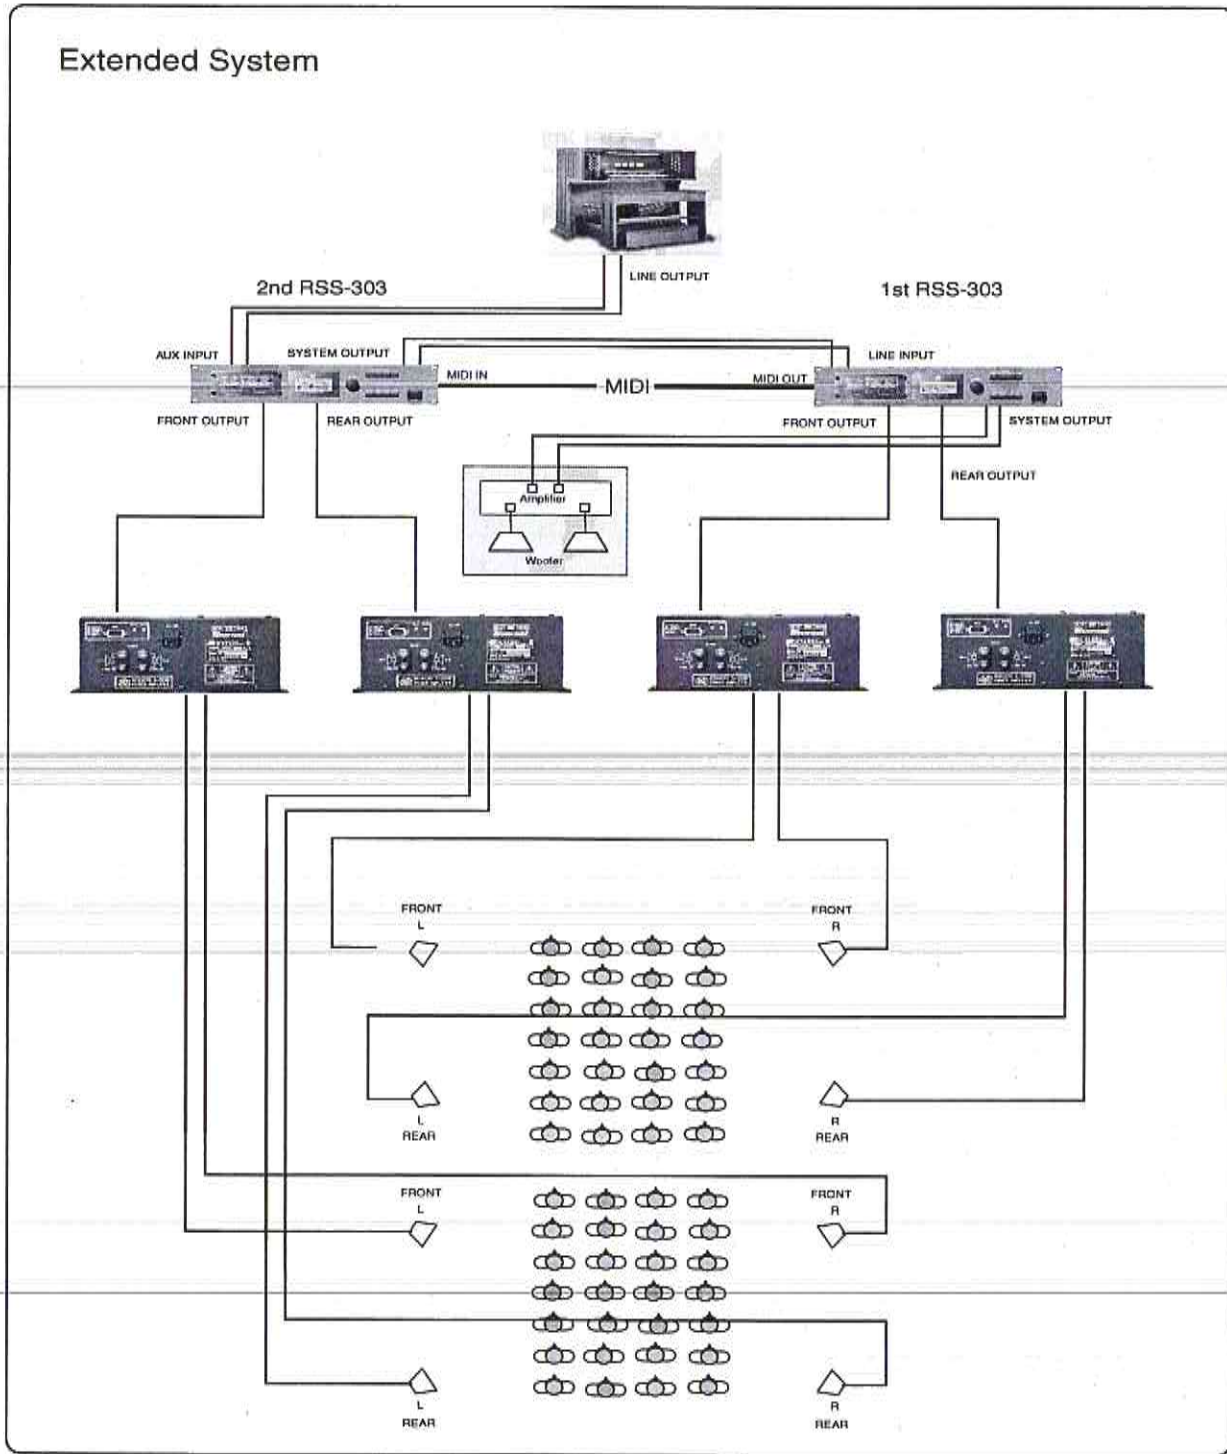 Extended System
LINE OUTPUT
2nd RSS-303
1st RSS-303
AUX INPUT
SYSTEM OUTPUT
LINE INPUT
MIDI IN
MIDI
MIDI OUT
FRONT OUTPUT
REAR OUTPUT
FRONT OUTPUT
SYSTEM OUTPUT
REAR OUTPUT
Amplifier
Woofer
FRONT
L
FRONT
R
L
REAR
R
REAR
FRONT
L
FRONT
R
L
REAR
R
REAR